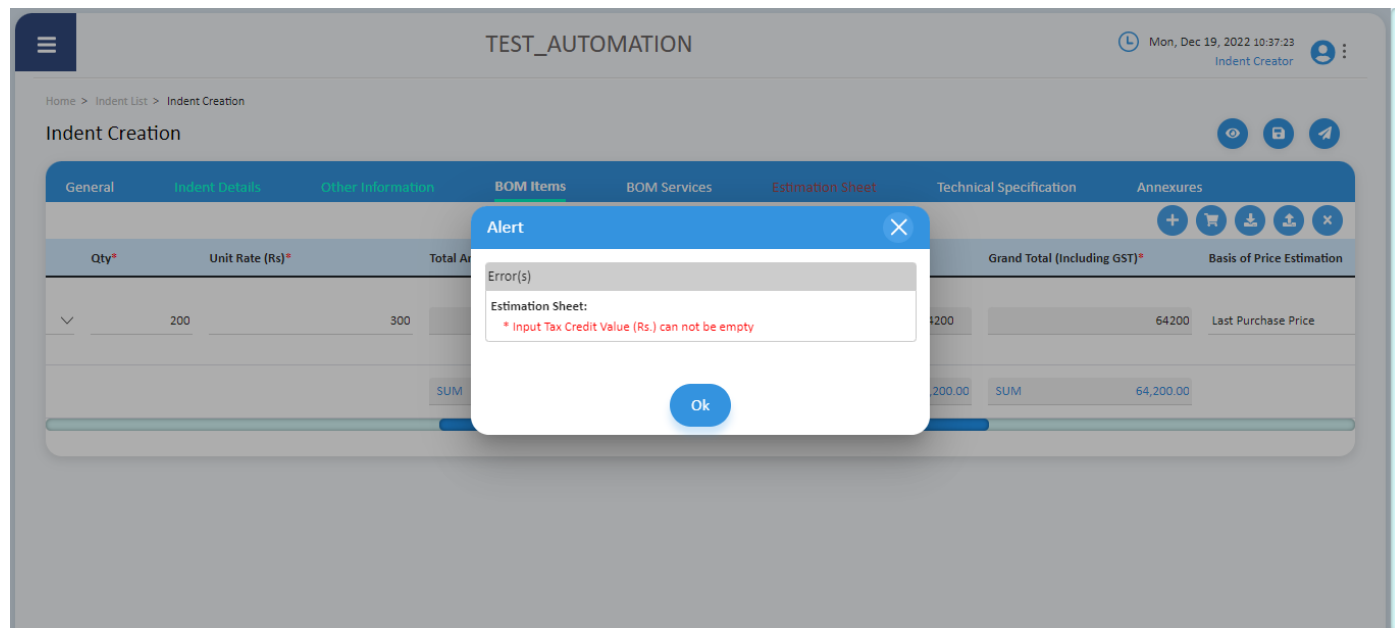 TEST_AUTOMATION
Mon, Dec 19, 2022 10:37:23
Indent Creator
Home > Indent List > Indent Creation
Indent Creation
General Indent Details Other Information BOM Items BOM Services Estimation Sheet Technical Specification Annexures
Alert
Qty* Unit Rate (Rs)* Total Grand Total (Including GST)* Basis of Price Estimation
Error(s)
Estimation Sheet:
* Input Tax Credit Value (Rs.) can not be empty
200 300 4200 64200 Last Purchase Price
SUM 200.00 SUM 64,200.00
Ok